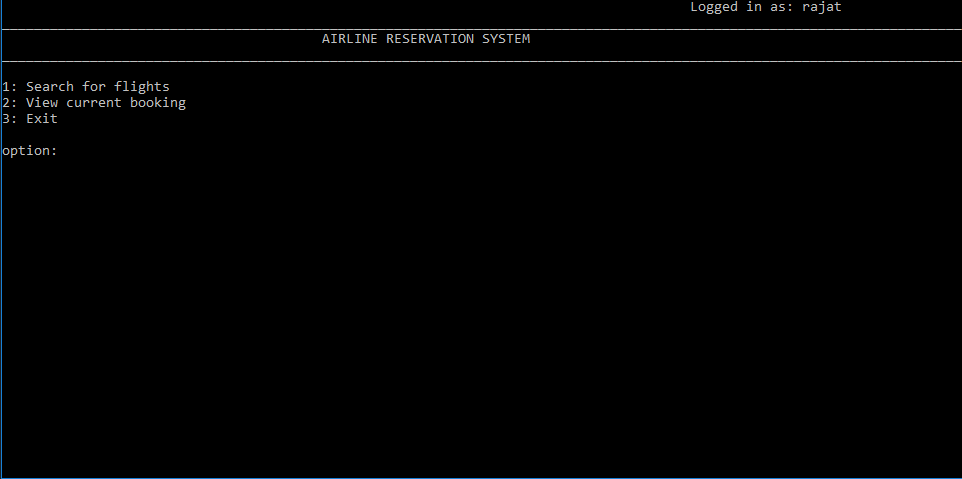 Logged in as: rajat
AIRLINE RESERVATION SYSTEM
1: Search for flights
2: View current booking
3: Exit
option: